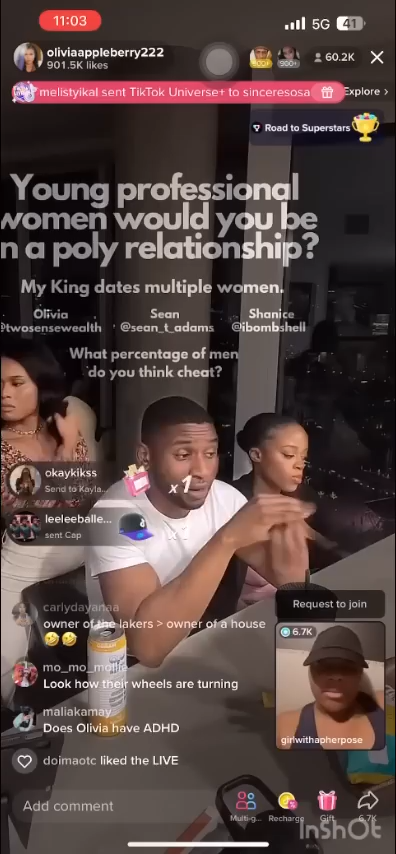 11:03
5G
41
oliviaappleberry222
901.5K likes
900+
900+
60.2K
melistyikal sent TikTok Universe+ to sinceresosa
Explore >
Road to Superstars
Young professional
women would you be
n a poly relationship?
My King dates multiple women.
Olivia
Sean
Shanice
@twosensewealth
@sean_t_adams
@ibombshell
What percentage of men
do you think cheat?
okaykikss
Send to Kayla...
x1
leeleeballe...
sent Cap
x1
carlydayanaa
owner of the lakers > owner of a house
🤣🤣
Request to join
6.7K
mo_mo_mollie
Look how their wheels are turning
maliakamay
Does Olivia have ADHD
girlwithapherpose
doimaotc liked the LIVE
Add comment
Multi-g...
Recharge
Gift
6.7K
InShOt